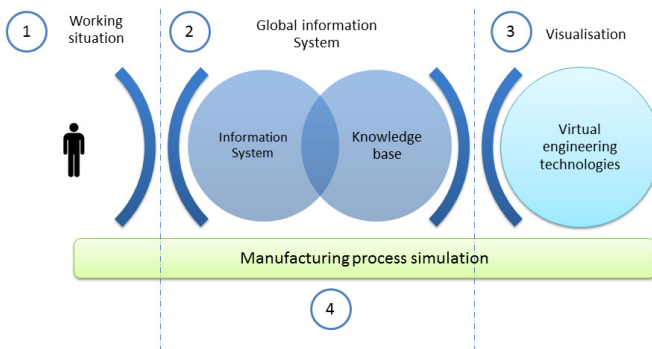 1
Working
situation
2
Global information
System
3
Visualisation
Information
System
Knowledge
base
Virtual
engineering
technologies
Manufacturing process simulation
4